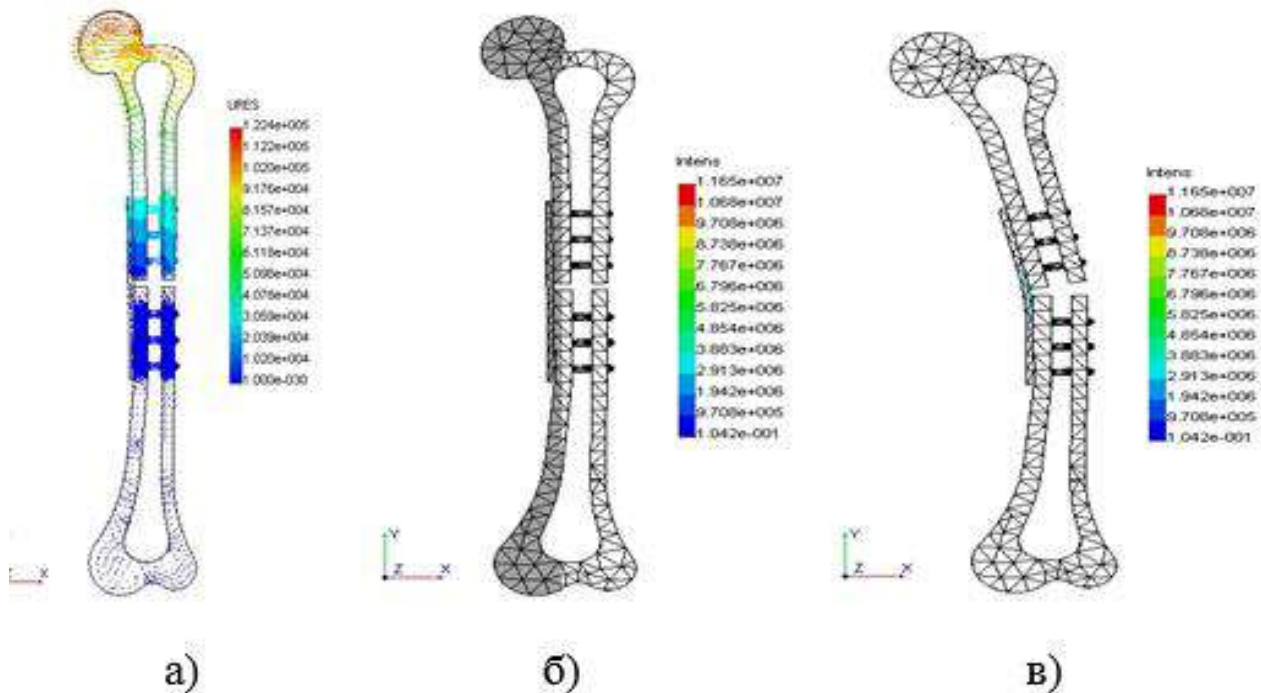 URES
1.224e+005
1.122e+005
1.020e+005
9.176e+004
8.157e+004
7.137e+004
6.118e+004
5.098e+004
4.078e+004
3.059e+004
2.039e+004
1.020e+004
1.000e-030
X
а)
Intens
1.165e+007
1.068e+007
9.708e+006
8.738e+006
7.767e+006
6.796e+006
5.825e+006
4.854e+006
3.883e+006
2.913e+006
1.942e+006
9.708e+005
1.042e-001
Y
Z
X
б)
Intens
1.165e+007
1.068e+007
9.708e+006
8.738e+006
7.767e+006
6.796e+006
5.825e+006
4.854e+006
3.883e+006
2.913e+006
1.942e+006
9.708e+005
1.042e-001
Y
Z
X
в)